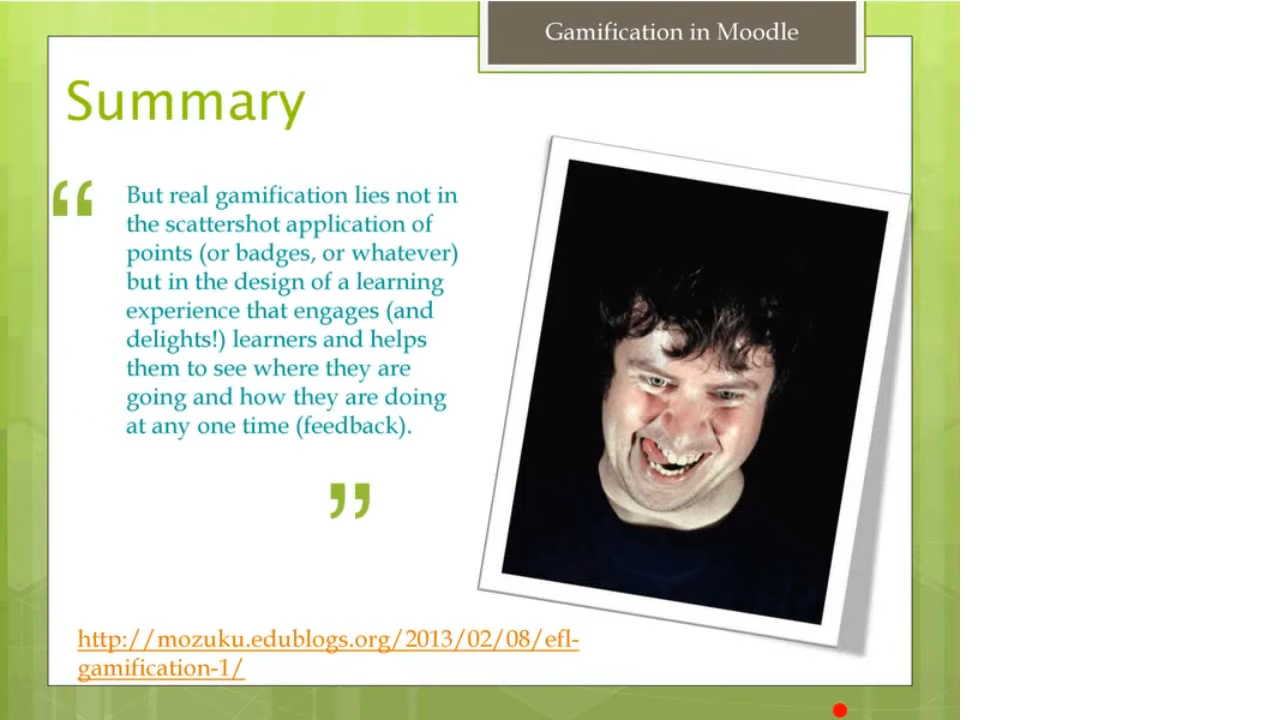 Gamification in Moodle
Summary
“
But real gamification lies not in
the scattershot application of
points (or badges, or whatever)
but in the design of a learning
experience that engages (and
delights!) learners and helps
them to see where they are
going and how they are doing
at any one time (feedback).
”
http://mozuku.edublogs.org/2013/02/08/efl-
gamification-1/